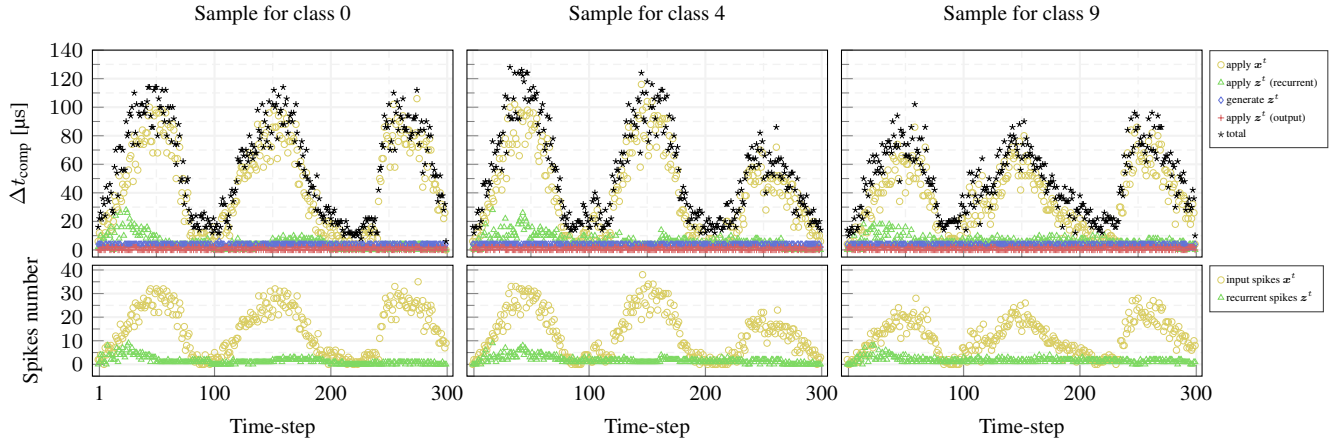 Sample for class 0
Sample for class 4
Sample for class 9
140
120
100
80
60
40
20
0
Δt_comp [µs]
apply x^t
apply z^t (recurrent)
generate z^t
apply z^t (output)
total
40
30
20
10
0
Spikes number
input spikes x^t
recurrent spikes z^t
1 100 200 300
100 200 300
100 200 300
Time-step
Time-step
Time-step